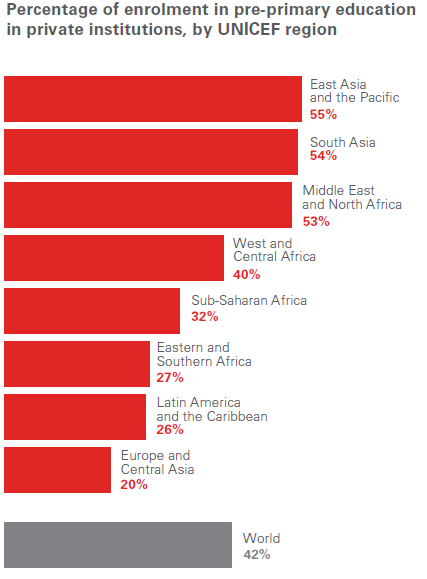 Percentage of enrolment in pre-primary education
in private institutions, by UNICEF region
East Asia
and the Pacific
55%
South Asia
54%
Middle East
and North Africa
53%
West and
Central Africa
40%
Sub-Saharan Africa
32%
Eastern and
Southern Africa
27%
Latin America
and the Caribbean
26%
Europe and
Central Asia
20%
World
42%